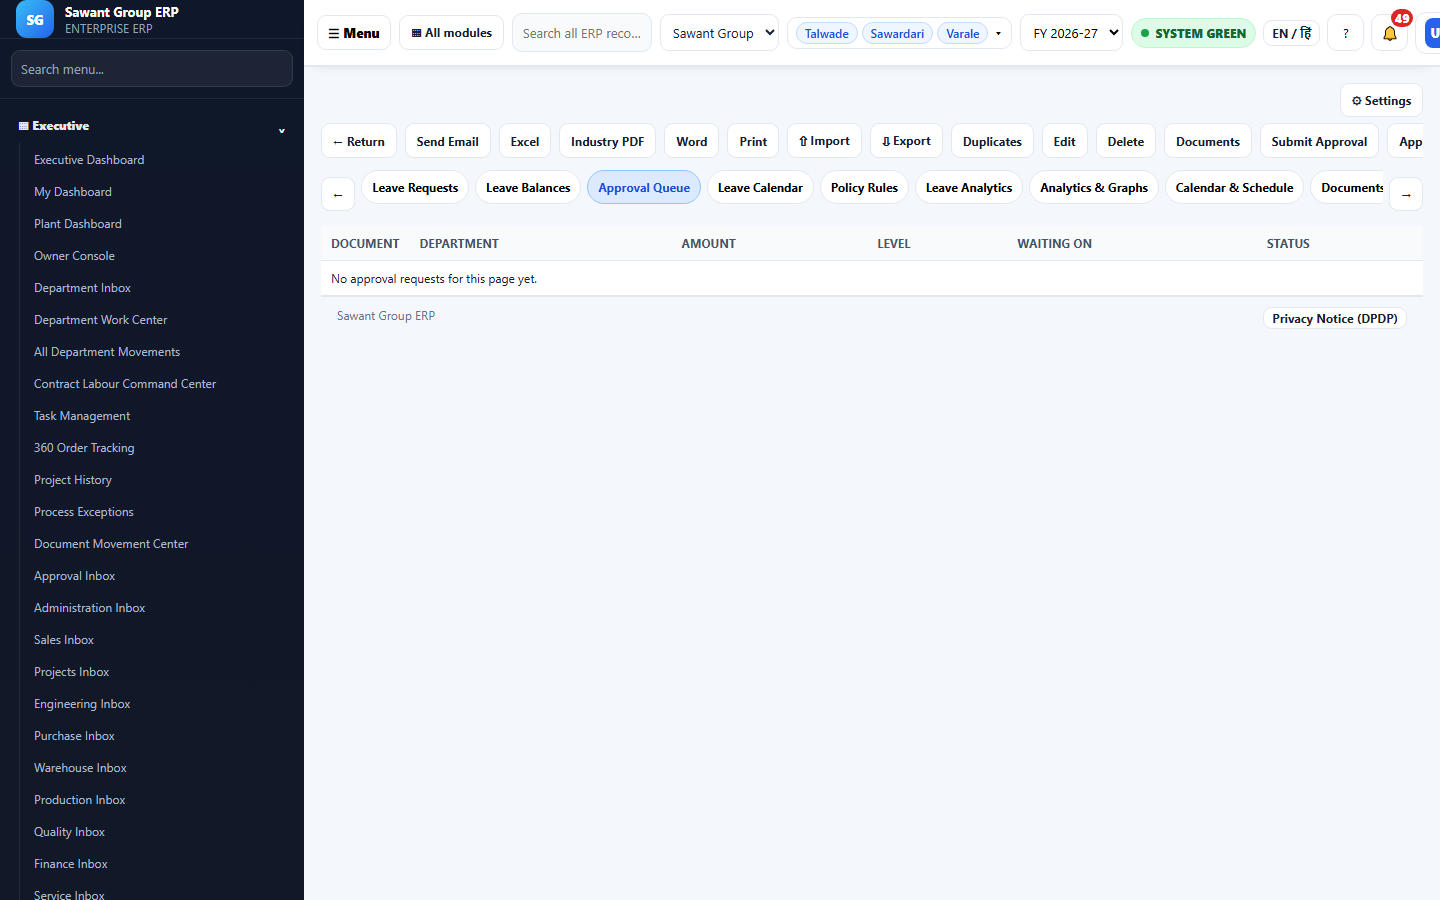 SG
Sawant Group ERP
ENTERPRISE ERP
Search menu...
Executive
Executive Dashboard
My Dashboard
Plant Dashboard
Owner Console
Department Inbox
Department Work Center
All Department Movements
Contract Labour Command Center
Task Management
360 Order Tracking
Project History
Process Exceptions
Document Movement Center
Approval Inbox
Administration Inbox
Sales Inbox
Projects Inbox
Engineering Inbox
Purchase Inbox
Warehouse Inbox
Production Inbox
Quality Inbox
Finance Inbox
Service Inbox
☰ Menu
All modules
Search all ERP reco...
Sawant Group
Talwade
Sawardari
Varale
FY 2026-27
SYSTEM GREEN
EN / हिं
?
49
U
⚙ Settings
← Return
Send Email
Excel
Industry PDF
Word
Print
⇧ Import
⇩ Export
Duplicates
Edit
Delete
Documents
Submit Approval
App
←
Leave Requests
Leave Balances
Approval Queue
Leave Calendar
Policy Rules
Leave Analytics
Analytics & Graphs
Calendar & Schedule
Documents
→
DOCUMENT DEPARTMENT AMOUNT LEVEL WAITING ON STATUS
No approval requests for this page yet.
Sawant Group ERP
Privacy Notice (DPDP)